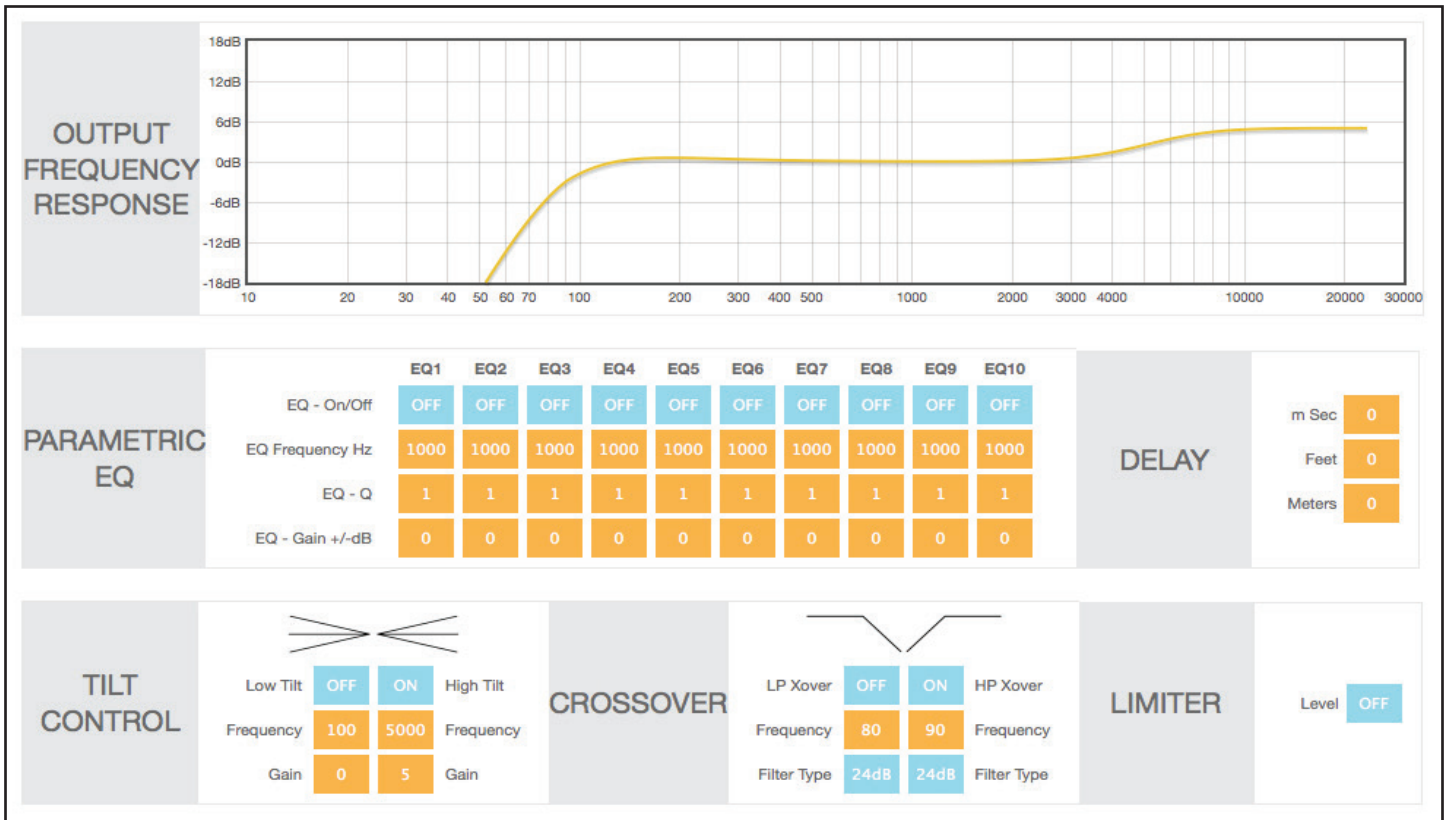 OUTPUT
FREQUENCY
RESPONSE
18dB
12dB
6dB
0dB
-6dB
-12dB
-18dB
10 20 30 40 50 60 70 100 200 300 400 500 1000 2000 3000 4000 10000 20000 30000
PARAMETRIC
EQ
EQ1 EQ2 EQ3 EQ4 EQ5 EQ6 EQ7 EQ8 EQ9 EQ10
EQ - On/Off OFF OFF OFF OFF OFF OFF OFF OFF OFF OFF
EQ Frequency Hz 1000 1000 1000 1000 1000 1000 1000 1000 1000 1000
EQ - Q 1 1 1 1 1 1 1 1 1 1
EQ - Gain +/-dB 0 0 0 0 0 0 0 0 0 0
DELAY
m Sec 0
Feet 0
Meters 0
TILT
CONTROL
Low Tilt OFF ON High Tilt
Frequency 100 5000 Frequency
Gain 0 5 Gain
CROSSOVER
LP Xover OFF ON HP Xover
Frequency 80 90 Frequency
Filter Type 24dB 24dB Filter Type
LIMITER
Level OFF